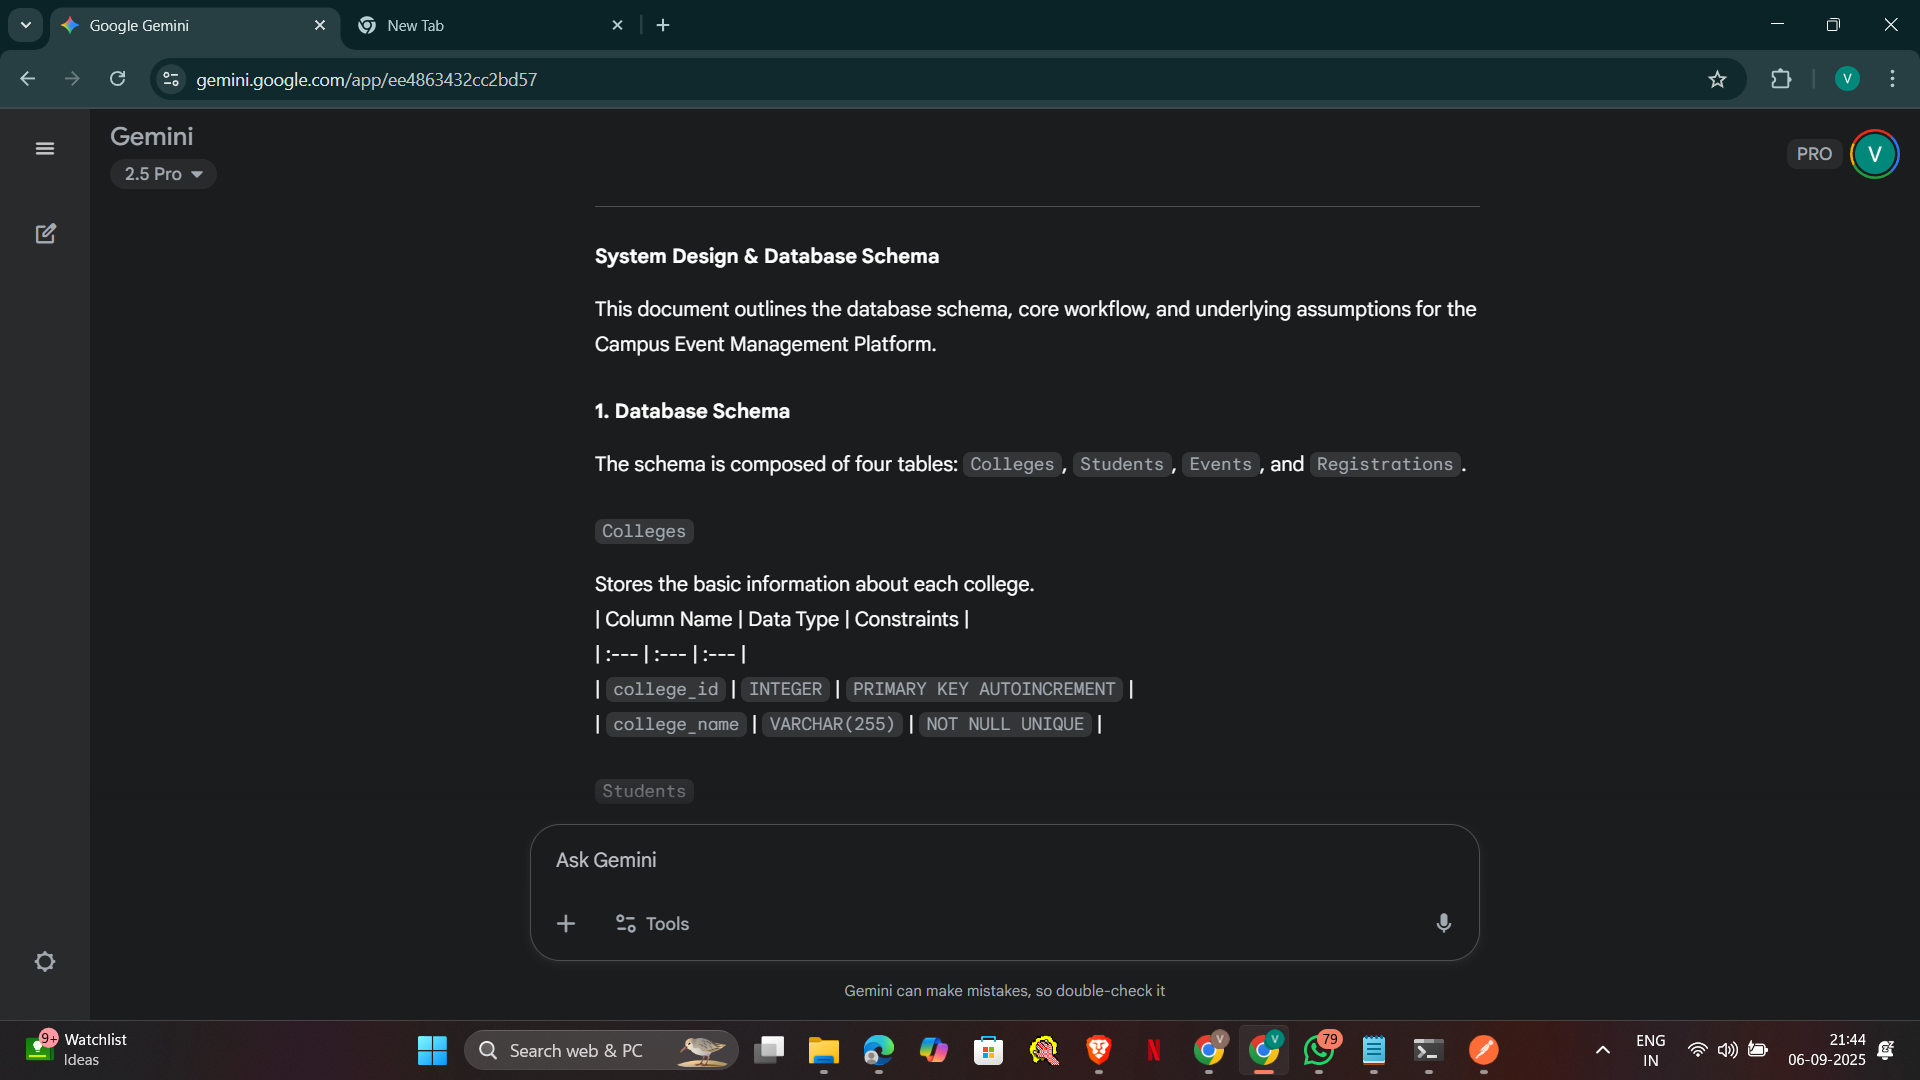 Google Gemini
New Tab
gemini.google.com/app/ee4863432cc2bd57
V
Gemini
2.5 Pro
PRO
V
System Design & Database Schema
This document outlines the database schema, core workflow, and underlying assumptions for the
Campus Event Management Platform.
1. Database Schema
The schema is composed of four tables: Colleges, Students, Events, and Registrations.
Colleges
Stores the basic information about each college.
| Column Name | Data Type | Constraints |
| :--- | :--- | :--- |
| college_id | INTEGER | PRIMARY KEY AUTOINCREMENT |
| college_name | VARCHAR(255) | NOT NULL UNIQUE |
Students
Ask Gemini
Tools
Gemini can make mistakes, so double-check it
9+
Watchlist
Ideas
Search web & PC
N
V
V
79
ENG
IN
21:44
06-09-2025